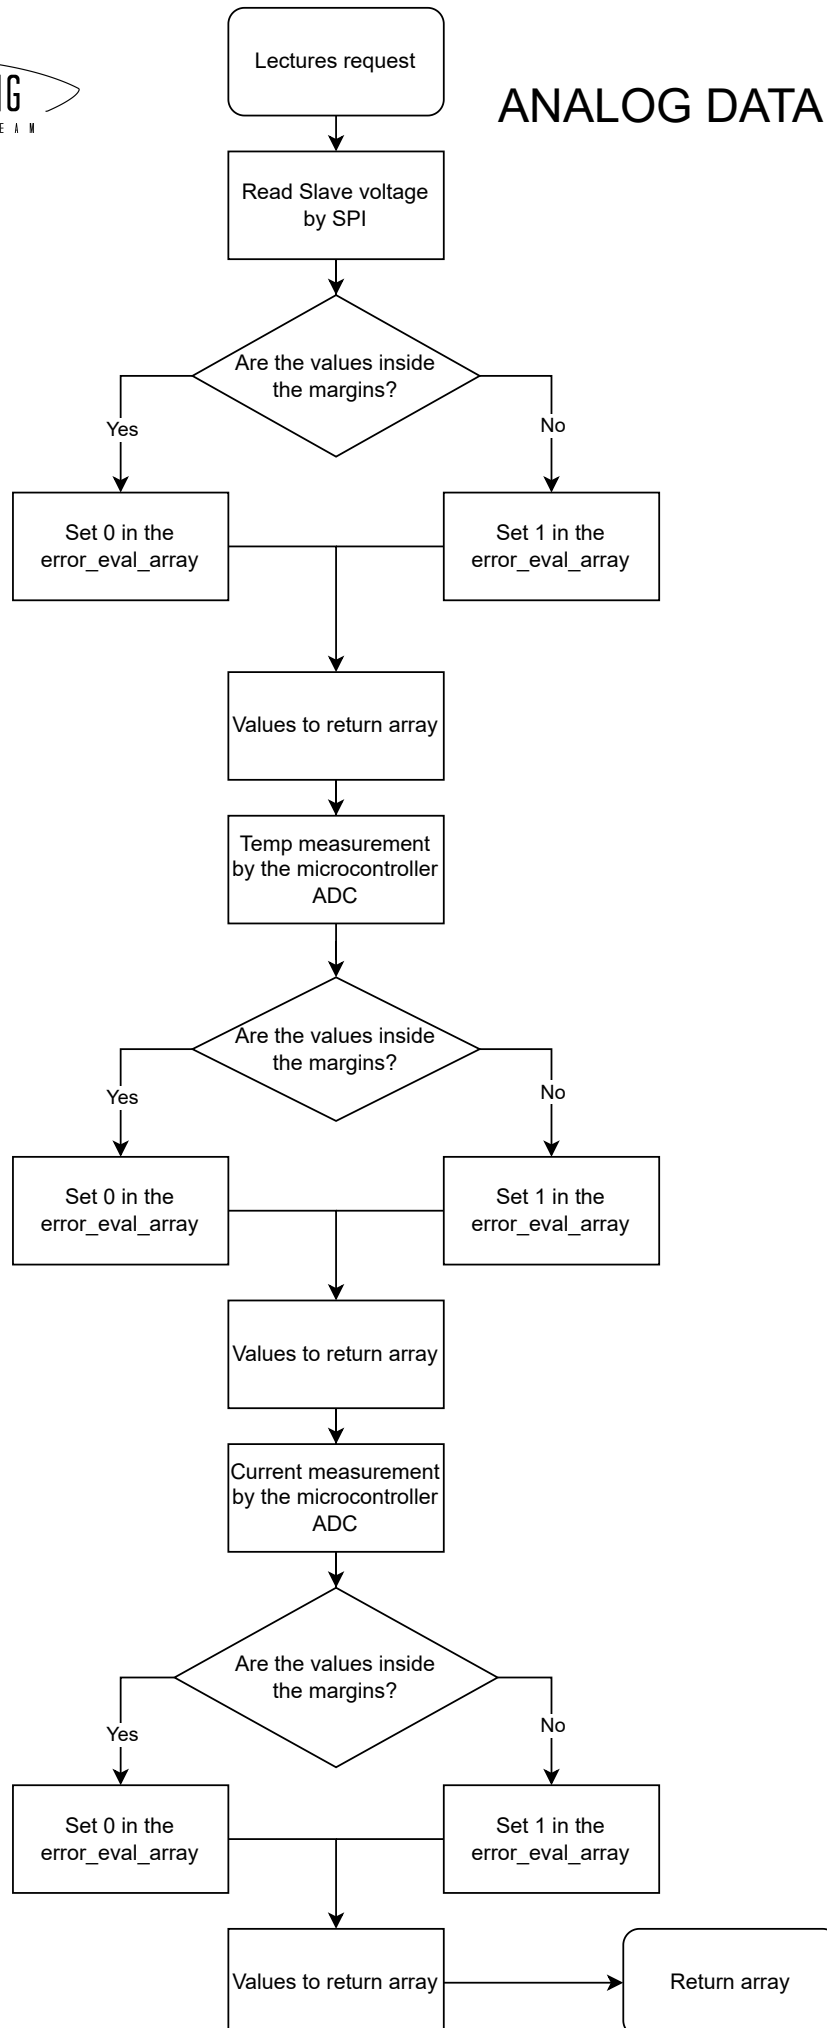 Lectures request
ANALOG DATA
Read Slave voltage
by SPI
Are the values inside
the margins?
Yes
No
Set 0 in the
error_eval_array
Set 1 in the
error_eval_array
Values to return array
Temp measurement
by the microcontroller
ADC
Are the values inside
the margins?
Yes
No
Set 0 in the
error_eval_array
Set 1 in the
error_eval_array
Values to return array
Current measurement
by the microcontroller
ADC
Are the values inside
the margins?
Yes
No
Set 0 in the
error_eval_array
Set 1 in the
error_eval_array
Values to return array
Return array